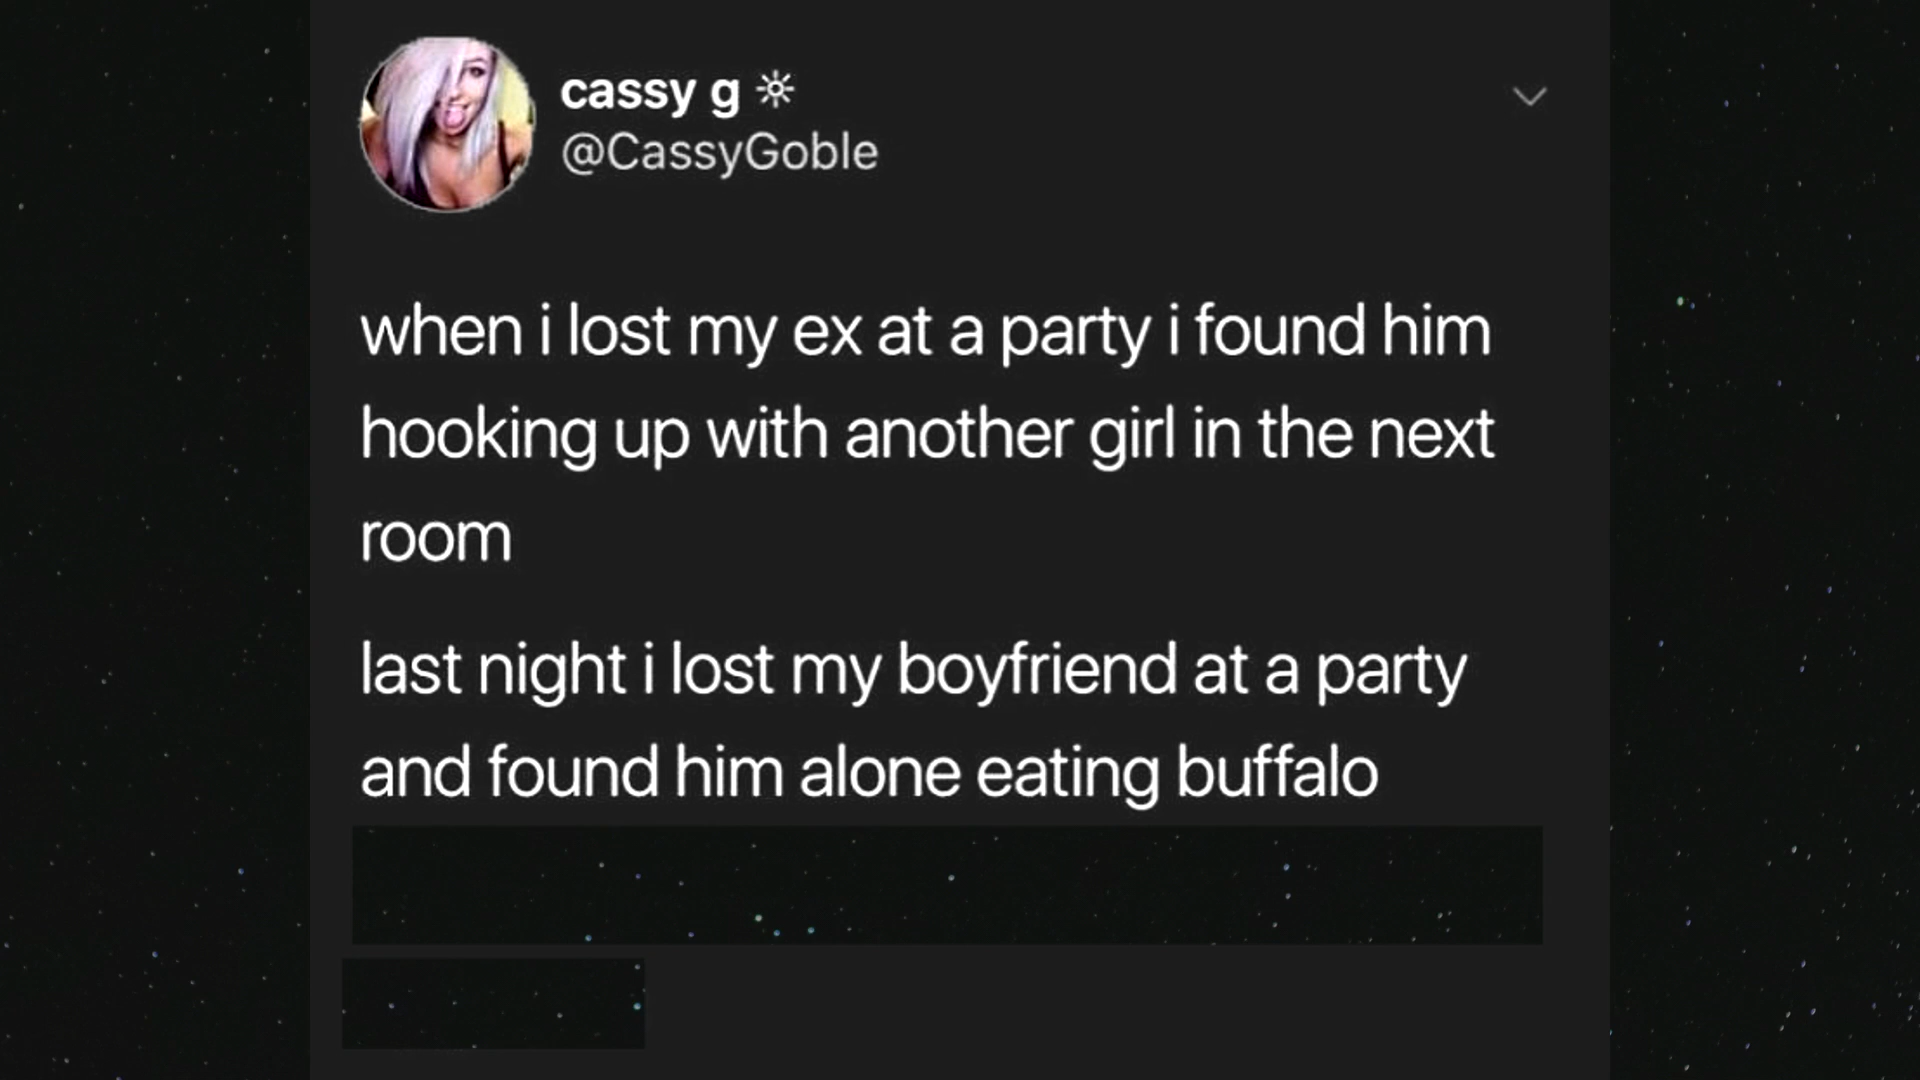 cassy g ☼
@CassyGoble
when i lost my ex at a party i found him
hooking up with another girl in the next
room
last night i lost my boyfriend at a party
and found him alone eating buffalo